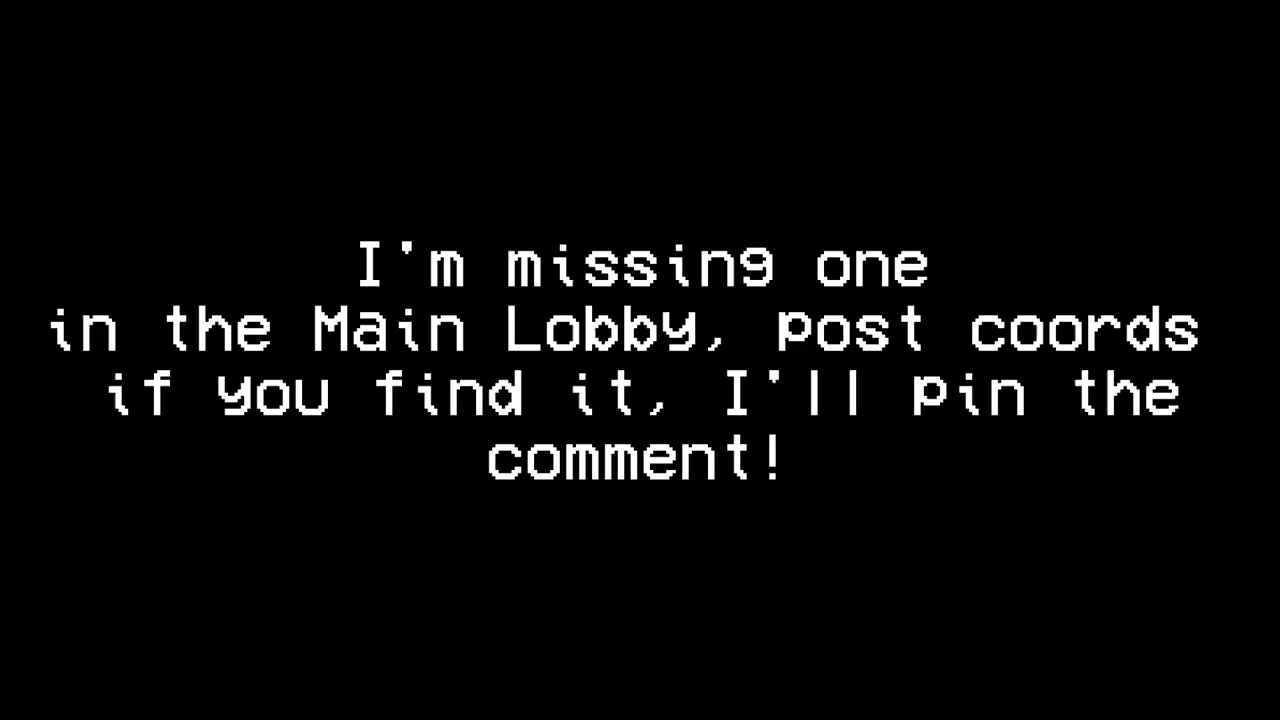 I'm missing one
in the Main Lobby, post coords
if you find it, I'll pin the
comment!